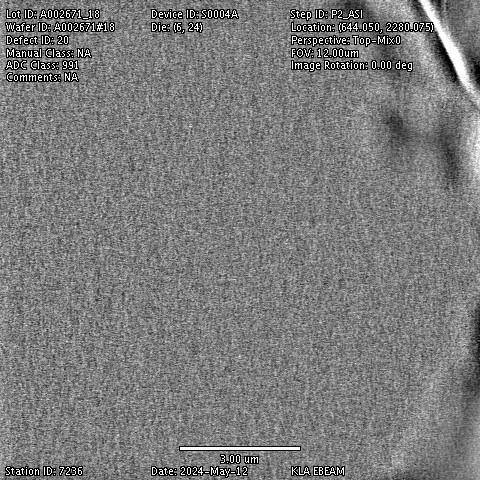 Lot ID: A002671_18 Device ID: S0004A Step ID: P2_ASI
Wafer ID: A002671#18 Die: (6, 24) Location: (644.050, 2280.075)
Defect ID: 20 Perspective: Top-Mix0
Manual Class: NA FOV: 12.00um
ADC Class: 991 Image Rotation: 0.00 deg
Comments: NA
3.00 um
Station ID: 7236 Date: 2024-May-12 KLA EBEAM